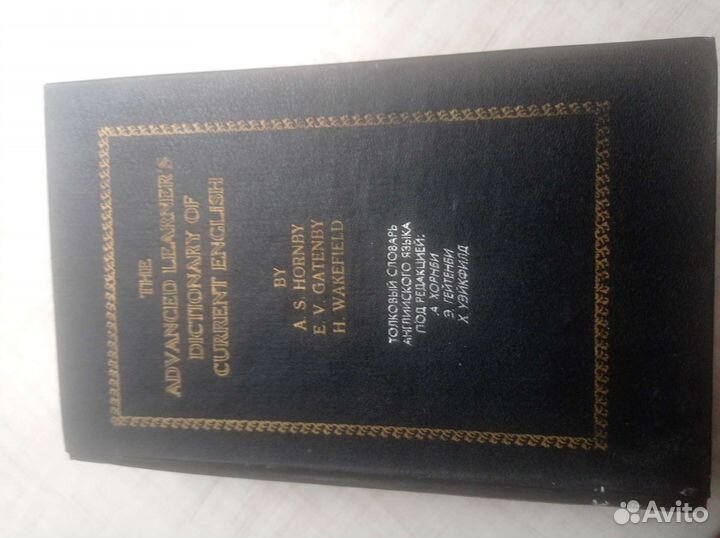 THE
ADVANCED LEARNER'S
DICTIONARY OF
CURRENT ENGLISH
BY
A. S. HORNBY
E. V. GATENBY
H. WAKEFIELD
ТОЛКОВЫЙ СЛОВАРЬ
АНГЛИЙСКОГО ЯЗЫКА
ПОД РЕДАКЦИЕЙ:
А ХОРНБИ
Э ГЕЙТЕНБИ
Х УЭЙКФИЛД
Avito